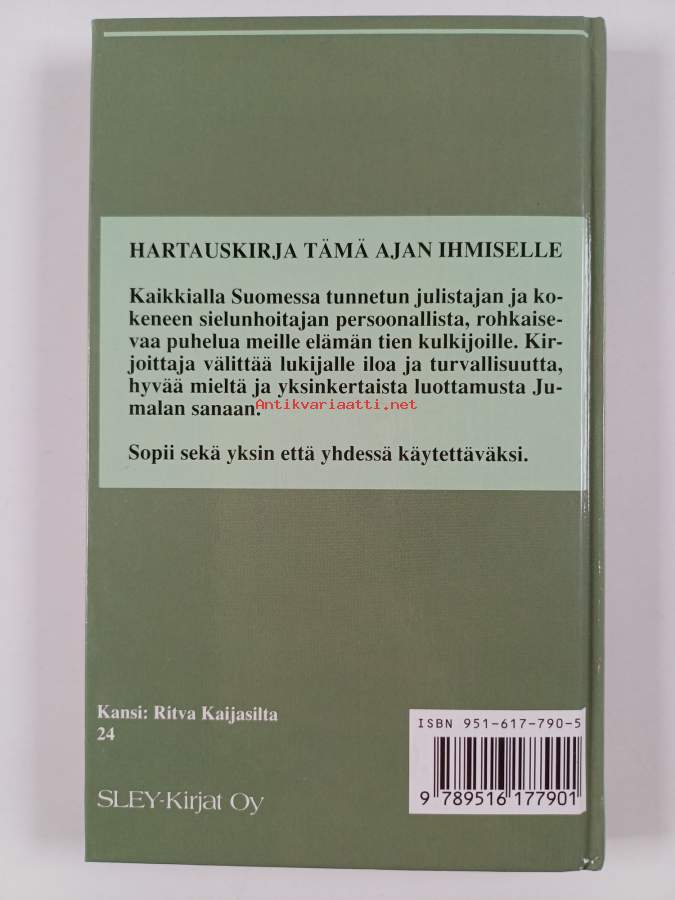 HARTAUSKIRJA TÄMÄ AJAN IHMISELLE
Kaikkialla Suomessa tunnetun julistajan ja ko-
keneen sielunhoitajan persoonallista, rohkaise-
vaa puhelua meille elämän tien kulkijoille. Kir-
joittaja välittää lukijalle iloa ja turvallisuutta,
hyvää mieltä ja yksinkertaista luottamusta Ju-
malan sanaan.
Antikvariaatti.net
Sopii sekä yksin että yhdessä käytettäväksi.
Kansi: Ritva Kaijasilta
24
SLEY-Kirjat Oy
ISBN 951-617-790-5
9 789516 177901